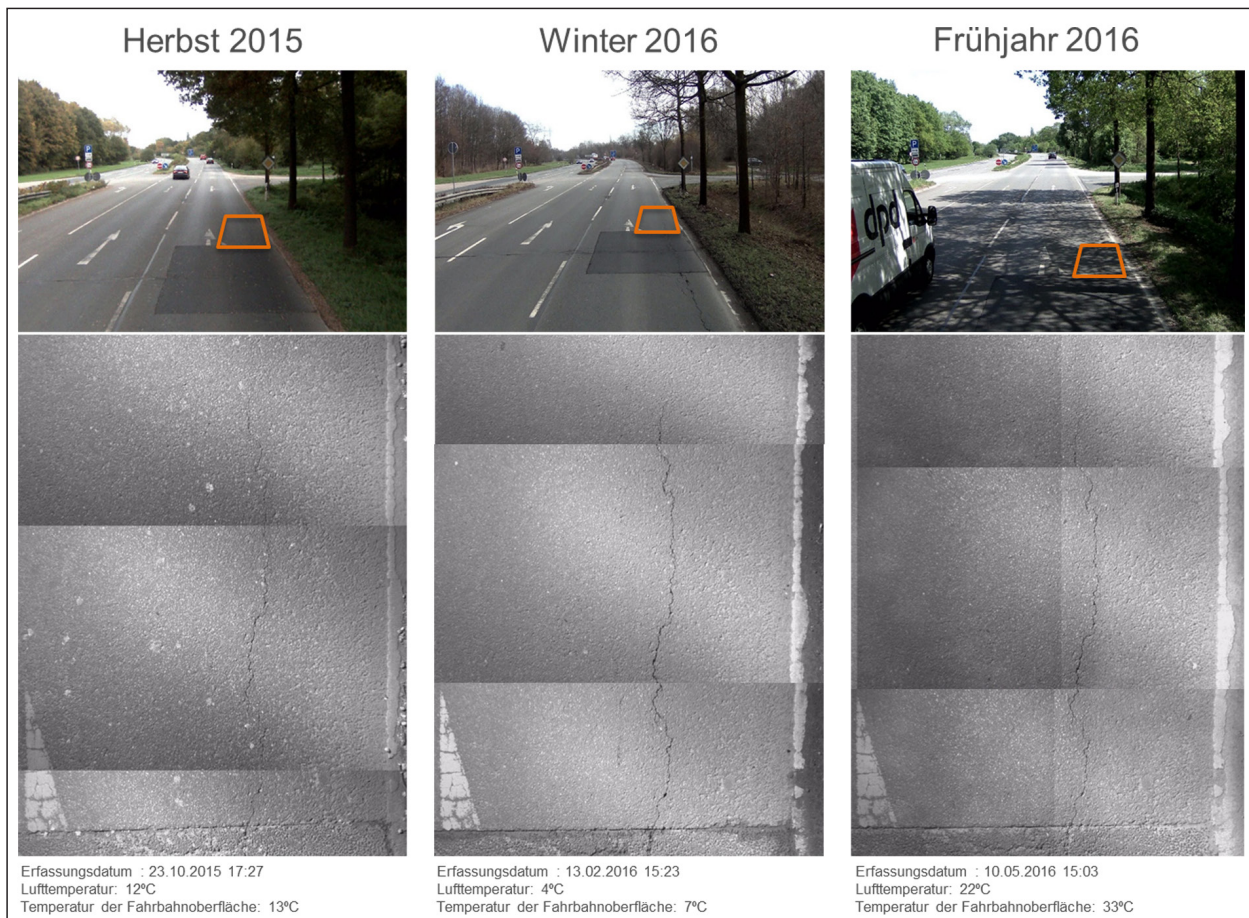 Herbst 2015
Winter 2016
Frühjahr 2016
dpd
Erfassungsdatum : 23.10.2015 17:27
Lufttemperatur: 12ºC
Temperatur der Fahrbahnoberfläche: 13ºC
Erfassungsdatum : 13.02.2016 15:23
Lufttemperatur: 4ºC
Temperatur der Fahrbahnoberfläche: 7ºC
Erfassungsdatum : 10.05.2016 15:03
Lufttemperatur: 22ºC
Temperatur der Fahrbahnoberfläche: 33ºC